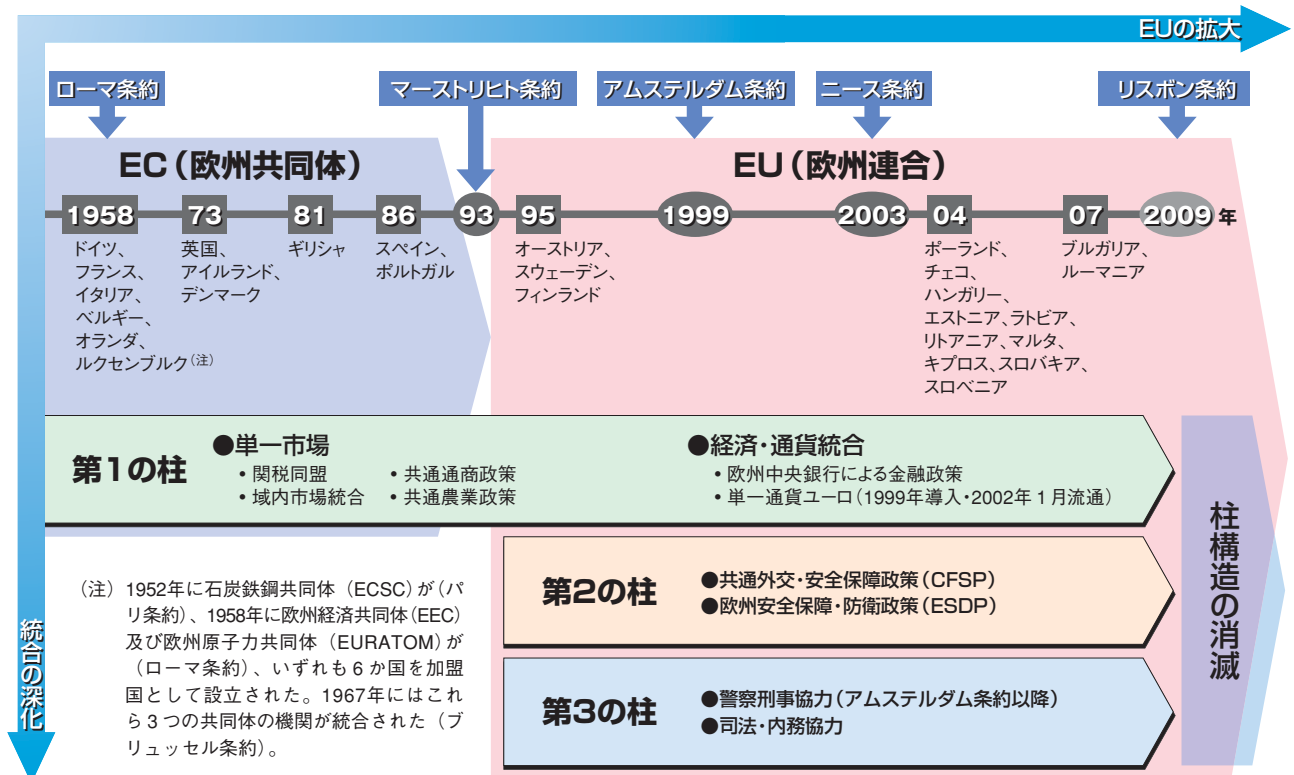 EUの拡大
ローマ条約
マーストリヒト条約
アムステルダム条約
ニース条約
リスボン条約
EC（欧州共同体）
EU（欧州連合）
1958
73
81
86
93
95
1999
2003
04
07
2009 年
ドイツ、
フランス、
イタリア、
ベルギー、
オランダ、
ルクセンブルク（注）
英国、
アイルランド、
デンマーク
ギリシャ
スペイン、
ポルトガル
オーストリア、
スウェーデン、
フィンランド
ポーランド、
チェコ、
ハンガリー、
エストニア、ラトビア、
リトアニア、マルタ、
キプロス、スロバキア、
スロベニア
ブルガリア、
ルーマニア
第1の柱
●単一市場
・関税同盟
・共通通商政策
・域内市場統合
・共通農業政策
●経済・通貨統合
・欧州中央銀行による金融政策
・単一通貨ユーロ（1999年導入・2002年1月流通）
第2の柱
●共通外交・安全保障政策（CFSP）
●欧州安全保障・防衛政策（ESDP）
第3の柱
●警察刑事協力（アムステルダム条約以降）
●司法・内務協力
柱構造の消滅
（注）1952年に石炭鉄鋼共同体（ECSC）が（パ
リ条約）、1958年に欧州経済共同体（EEC）
及び欧州原子力共同体（EURATOM）が
（ローマ条約）、いずれも6か国を加盟
国として設立された。1967年にはこれ
ら3つの共同体の機関が統合された（ブ
リュッセル条約）。
統合の深化